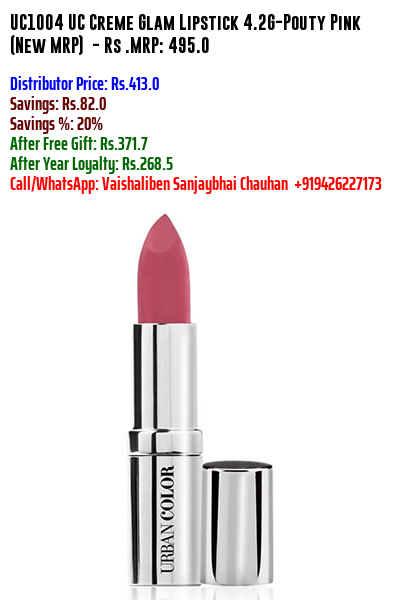 UC1004 UC Creme Glam Lipstick 4.2G-Pouty Pink
(New MRP) - Rs .MRP: 495.0
Distributor Price: Rs.413.0
Savings: Rs.82.0
Savings %: 20%
After Free Gift: Rs.371.7
After Year Loyalty: Rs.268.5
Call/WhatsApp: Vaishaliben Sanjaybhai Chauhan +919426227173
URBAN COLOR